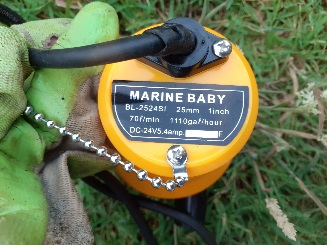 MARINE BABY
BL-2524S/ 25mm 1inch
70ℓ/min 1110gaℓ/hour
DC-24V5.4amp. F